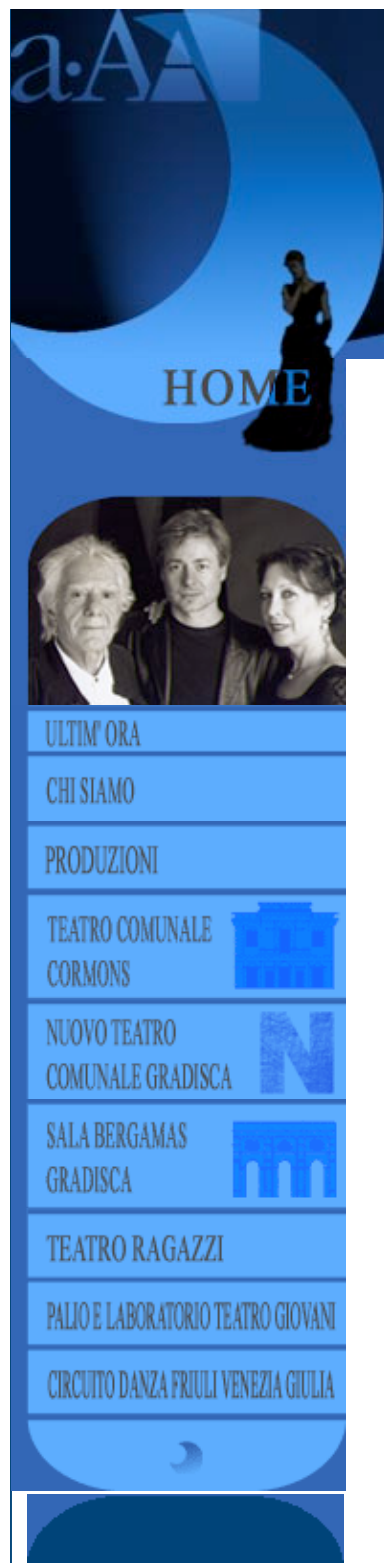 a.AA
HOME
ULTIM' ORA
CHI SIAMO
PRODUZIONI
TEATRO COMUNALE
CORMONS
NUOVO TEATRO
COMUNALE GRADISCA
N
SALA BERGAMAS
GRADISCA
TEATRO RAGAZZI
PALIO E LABORATORIO TEATRO GIOVANI
CIRCUITO DANZA FRIULI VENEZIA GIULIA